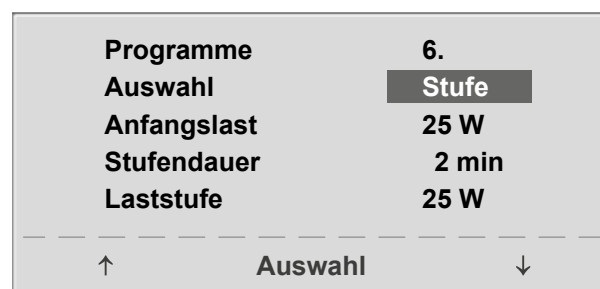 Programme 6.
Auswahl Stufe
Anfangslast 25 W
Stufendauer 2 min
Laststufe 25 W
↑ Auswahl ↓